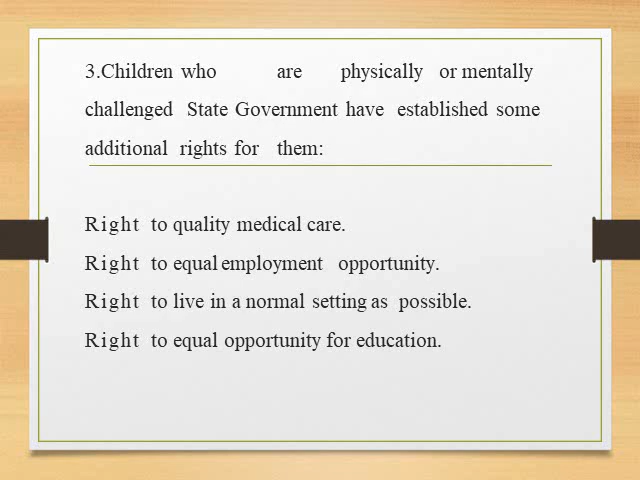 3.Children who are physically or mentally
challenged State Government have established some
additional rights for them:
Right to quality medical care.
Right to equal employment opportunity.
Right to live in a normal setting as possible.
Right to equal opportunity for education.